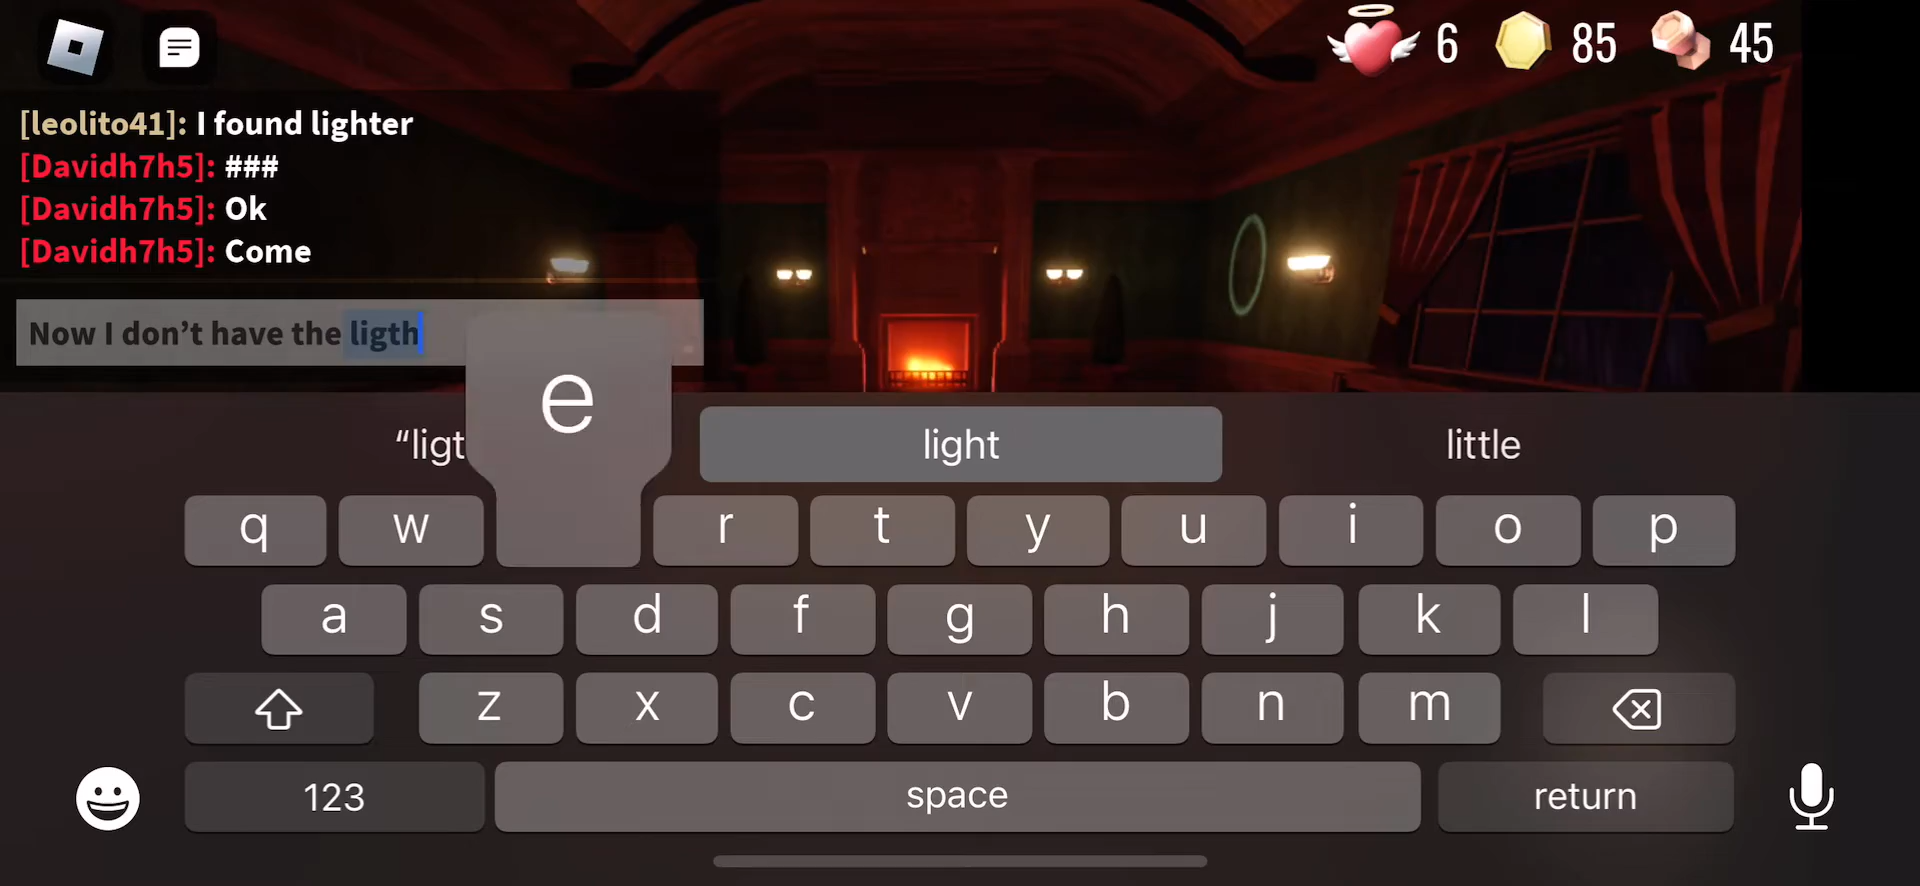 6 85 45
[leolito41]: I found lighter
[Davidh7h5]: ###
[Davidh7h5]: Ok
[Davidh7h5]: Come
Now I don’t have the ligth
“ligt light little
e
q w r t y u i o p
a s d f g h j k l
z x c v b n m
123 space return